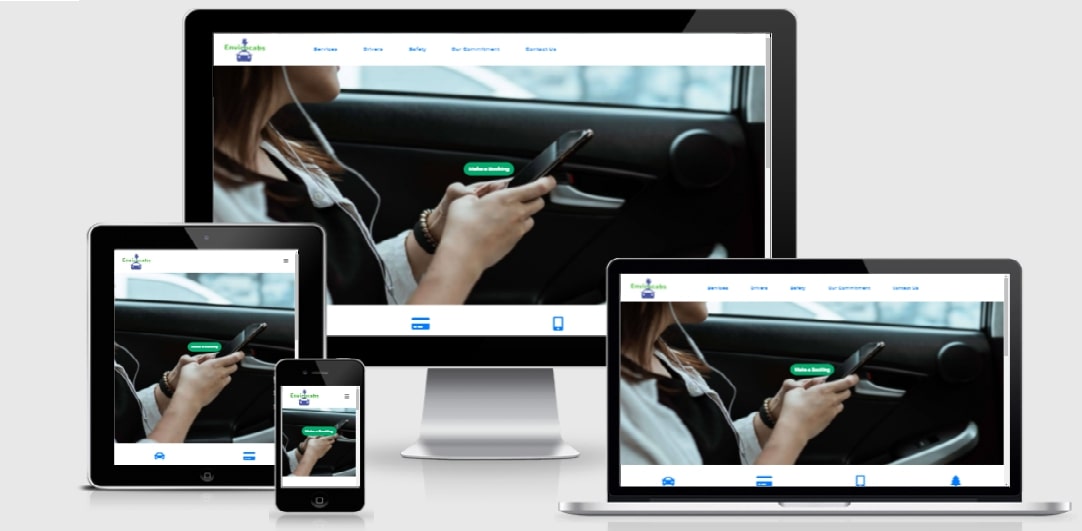 Envirocabs
Services Drivers Safety Our Commitment Contact Us
Make a Booking
Envirocabs
Make a Booking
Envirocabs
Make a Booking
Envirocabs
Services Drivers Safety Our Commitment Contact Us
Make a Booking